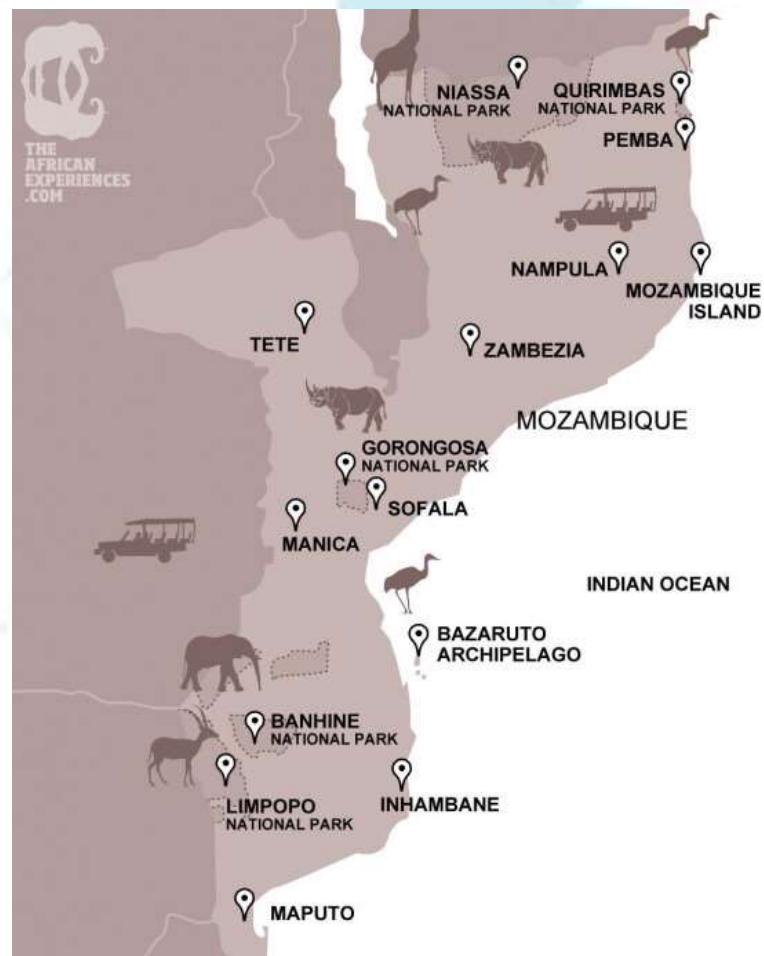 THE
AFRICAN
EXPERIENCES
.COM
NIASSA
NATIONAL PARK
QUIRIMBAS
NATIONAL PARK
PEMBA
NAMPULA
MOZAMBIQUE
ISLAND
TETE
ZAMBEZIA
MOZAMBIQUE
GORONGOSA
NATIONAL PARK
SOFALA
MANICA
INDIAN OCEAN
BAZARUTO
ARCHIPELAGO
BANHINE
NATIONAL PARK
LIMPOPO
NATIONAL PARK
INHAMBANE
MAPUTO